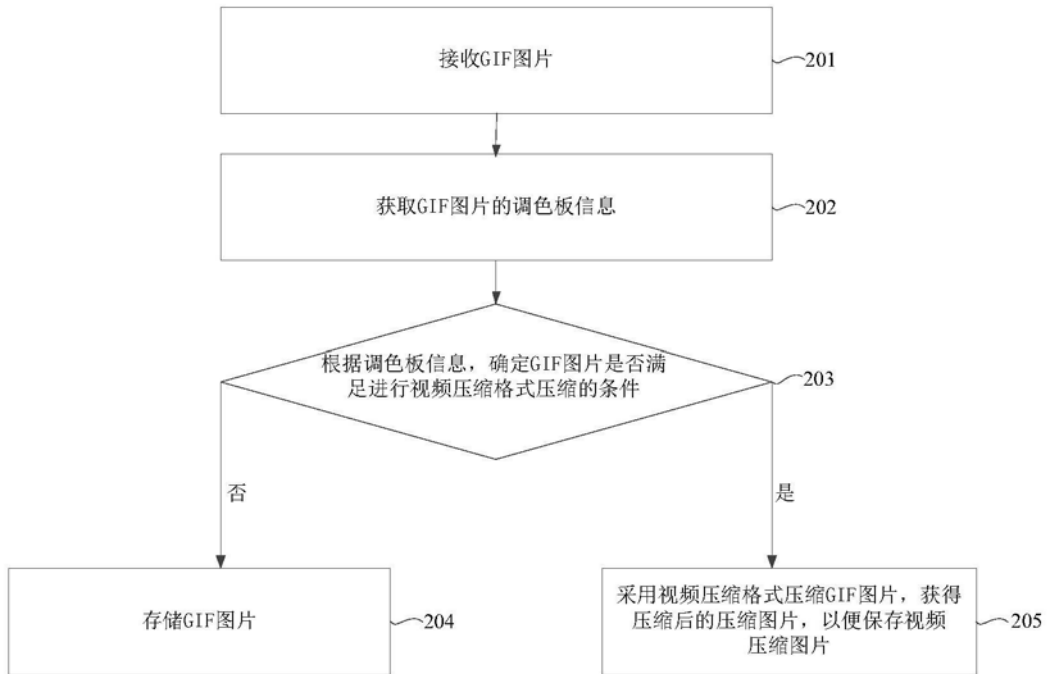 接收GIF图片
201
获取GIF图片的调色板信息
202
根据调色板信息，确定GIF图片是否满
足进行视频压缩格式压缩的条件
203
否
是
存储GIF图片
204
采用视频压缩格式压缩GIF图片，获得
压缩后的压缩图片，以便保存视频
压缩图片
205